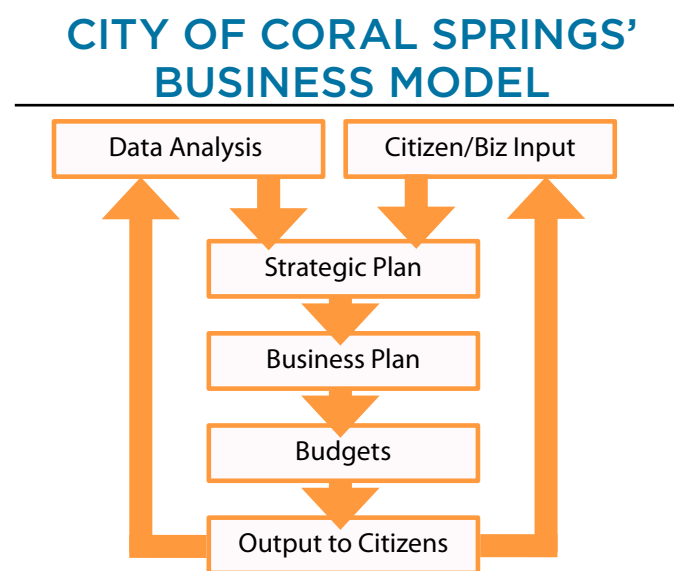 CITY OF CORAL SPRINGS’
BUSINESS MODEL
Data Analysis
Citizen/Biz Input
Strategic Plan
Business Plan
Budgets
Output to Citizens